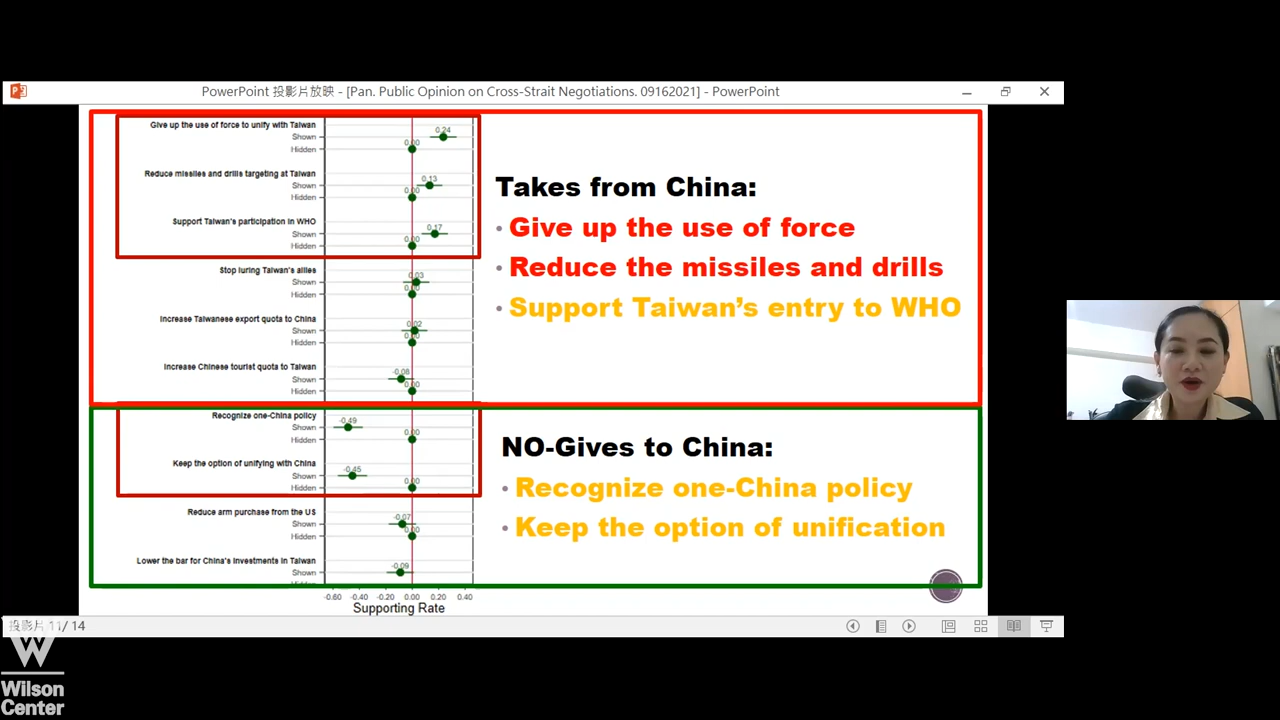 PowerPoint 投影片放映 - [Pan. Public Opinion on Cross-Strait Negotiations. 09162021] - PowerPoint
Give up the use of force to unify with Taiwan
Shown 0.24
Hidden 0.00
Reduce missiles and drills targeting at Taiwan
Shown 0.13
Hidden 0.00
Support Taiwan's participation in WHO
Shown 0.17
Hidden 0.00
Stop luring Taiwan's allies
Shown 0.03
Hidden 0.00
Increase Taiwanese export quota to China
Shown 0.02
Hidden 0.00
Increase Chinese tourist quota to Taiwan
Shown -0.08
Hidden 0.00
Takes from China:
• Give up the use of force
• Reduce the missiles and drills
• Support Taiwan's entry to WHO
Recognize one-China policy
Shown -0.49
Hidden 0.00
Keep the option of unifying with China
Shown -0.45
Hidden 0.00
Reduce arm purchase from the US
Shown -0.07
Hidden 0.00
Lower the bar for China's investments in Taiwan
Shown -0.09
NO-Gives to China:
• Recognize one-China policy
• Keep the option of unification
-0.60 -0.40 -0.20 0.00 0.20 0.40
Supporting Rate
投影片 11/ 14
W
Wilson
Center